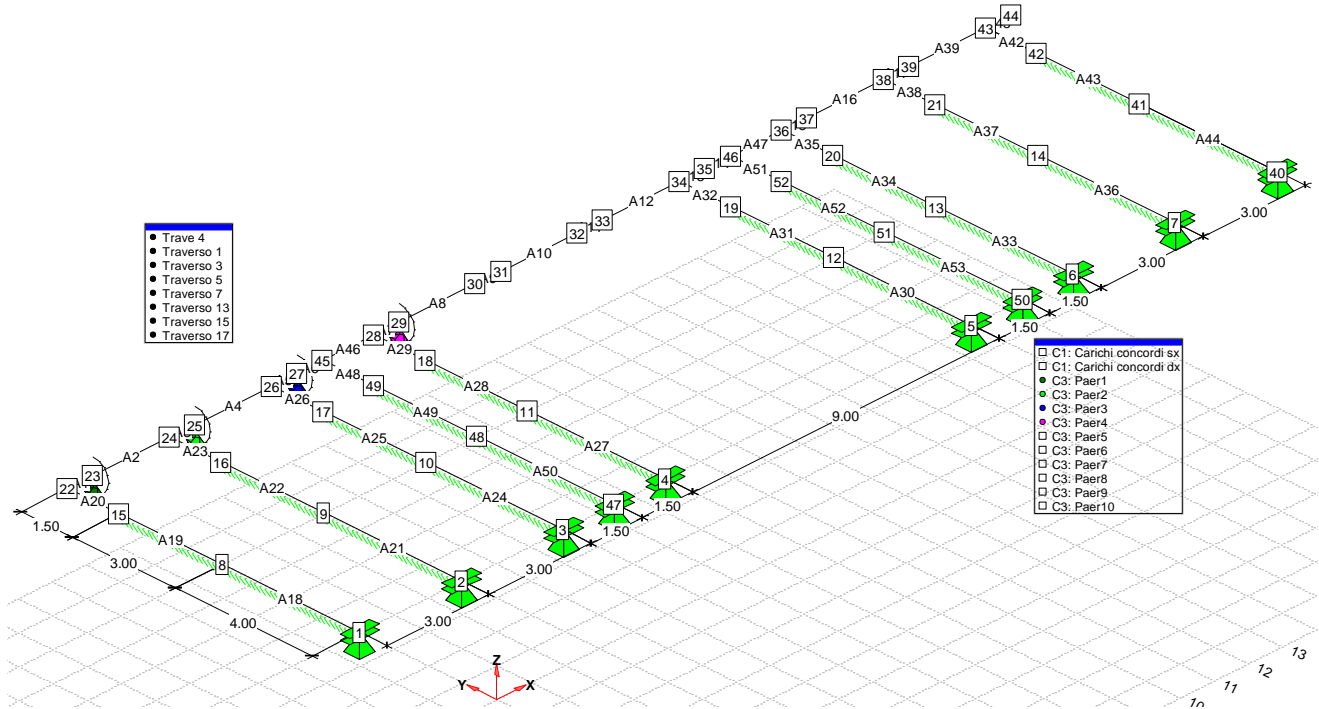 44
43
A42
42
A39
39
38
A38
A43
41
A16
21
A44
A37
37
36
A47
A35
20
14
40
46
A51
A36
35
34
A32
52
A34
3.00
13
7
19
A52
3.00
A12
33
32
A31
51
A33
A10
12
A53
6
31
30
A30
50
1.50
A8
5
1.50
29
28
A29
A46
18
45
A48
A28
27
26
A26
49
11
9.00
A4
17
A49
A27
25
24
A23
A25
48
4
A2
16
10
A50
1.50
23
22
A20
A22
A24
47
1.50
1.50
15
9
3
3.00
A19
A21
3.00
8
2
3.00
A18
4.00
1
Trave 4
Traverso 1
Traverso 3
Traverso 5
Traverso 7
Traverso 13
Traverso 15
Traverso 17
C1: Carichi concordi sx
C1: Carichi concordi dx
C3: Paer1
C3: Paer2
C3: Paer3
C3: Paer4
C3: Paer5
C3: Paer6
C3: Paer7
C3: Paer8
C3: Paer9
C3: Paer10
Z
Y
X
13
12
11
10